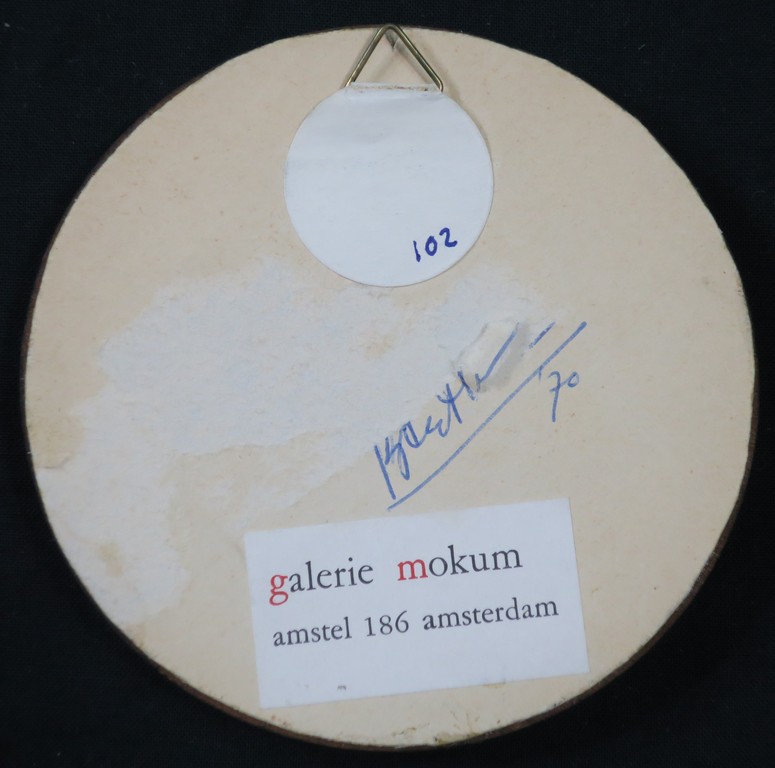 102
'70
galerie mokum
amstel 186 amsterdam